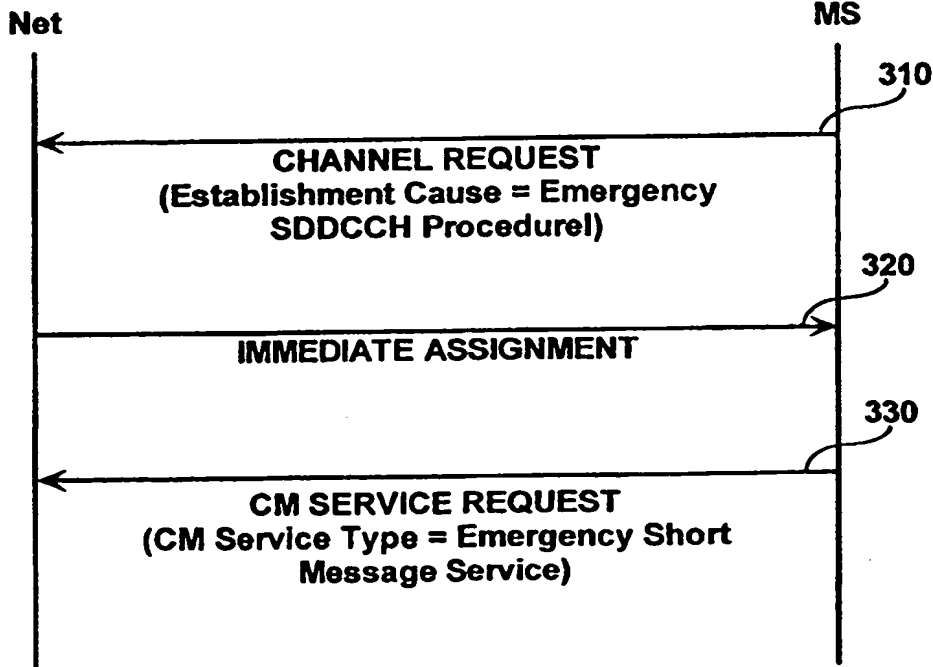 Net
MS
310
CHANNEL REQUEST
(Establishment Cause = Emergency
SDDCCH Procedurel)
320
IMMEDIATE ASSIGNMENT
330
CM SERVICE REQUEST
(CM Service Type = Emergency Short
Message Service)